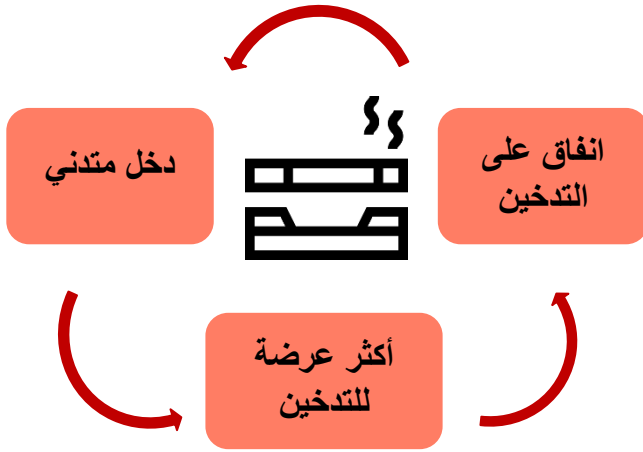 انفاق على
التدخين
دخل متدني
أكثر عرضة
للتدخين